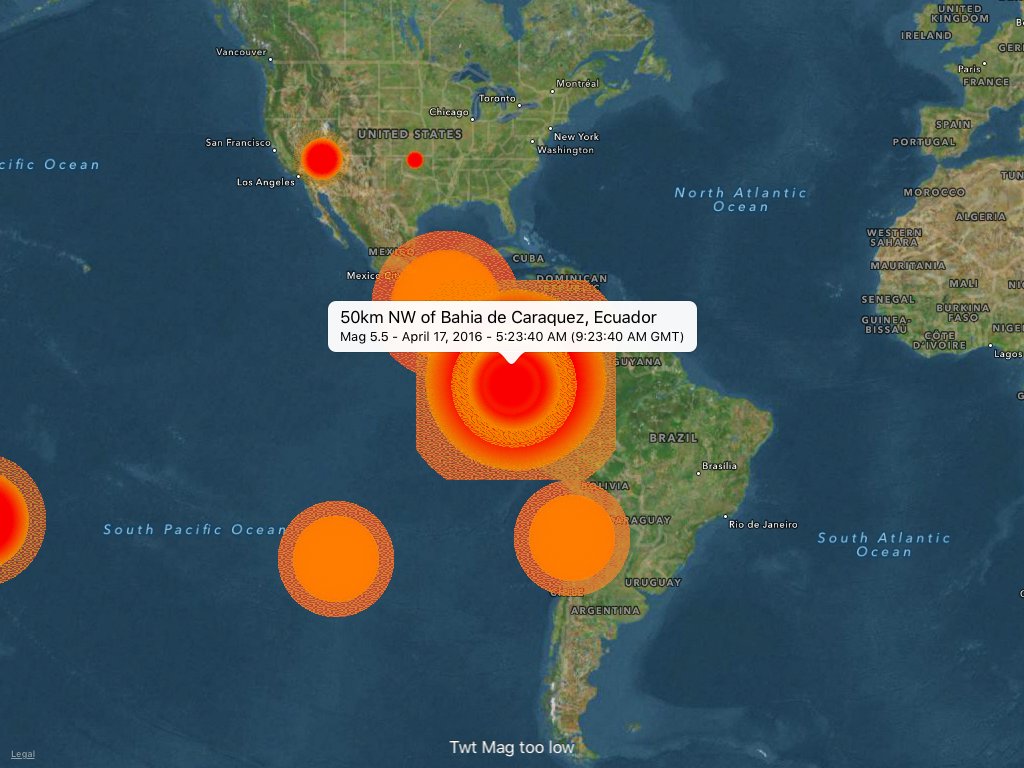 UNITED
KINGDOM
IRELAND
GER
Vancouver
Paris
FRANCE
Montréal
Toronto
Chicago
SPAIN
UNITED STATES
New York
PORTUGAL
San Francisco
Washington
cific Ocean
TUN
Los Angeles
MOROCCO
North Atlantic
Ocean
ALGERIA
WESTERN
SAHARA
MEXICO
CUBA
MAURITANIA
Mexico City
DOMINICAN
REPUBLIC
MALI
NIG
SENEGAL
BURKINA
FASO
50km NW of Bahia de Caraquez, Ecuador
Mag 5.5 - April 17, 2016 - 5:23:40 AM (9:23:40 AM GMT)
GUINEA-
BISSAU
NIGE
CÔTE
D'IVOIRE
Lagos
GUYANA
BRAZIL
Brasília
BOLIVIA
PARAGUAY
Rio de Janeiro
South Pacific Ocean
South Atlantic
Ocean
URUGUAY
CHILE
ARGENTINA
Twt Mag too low
Legal